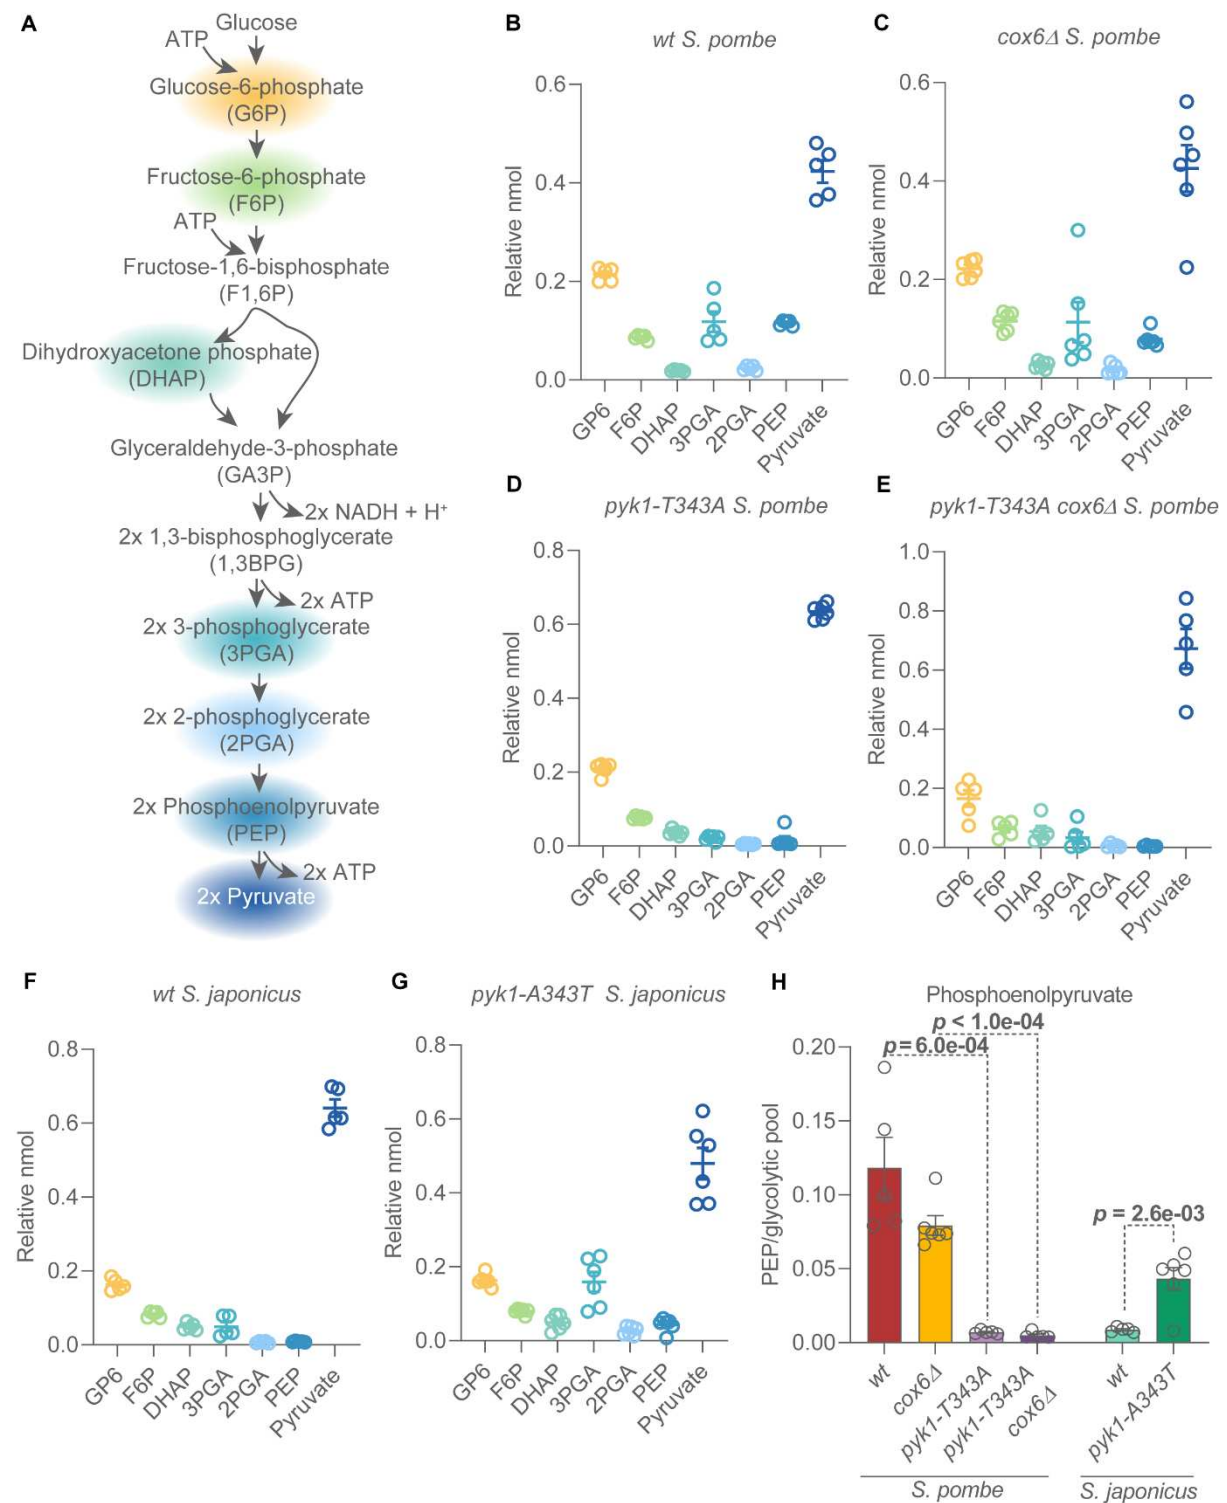 A
Glucose
ATP
Glucose-6-phosphate
(G6P)
Fructose-6-phosphate
(F6P)
ATP
Fructose-1,6-bisphosphate
(F1,6P)
Dihydroxyacetone phosphate
(DHAP)
Glyceraldehyde-3-phosphate
(GA3P)
2x NADH + H⁺
2x 1,3-bisphosphoglycerate
(1,3BPG)
2x ATP
2x 3-phosphoglycerate
(3PGA)
2x 2-phosphoglycerate
(2PGA)
2x Phosphoenolpyruvate
(PEP)
2x ATP
2x Pyruvate
B
wt S. pombe
Relative nmol
0.6
0.4
0.2
0.0
GP6
F6P
DHAP
3PGA
2PGA
PEP
Pyruvate
C
cox6Δ S. pombe
Relative nmol
0.6
0.4
0.2
0.0
GP6
F6P
DHAP
3PGA
2PGA
PEP
Pyruvate
D
pyk1-T343A S. pombe
Relative nmol
0.8
0.6
0.4
0.2
0.0
GP6
F6P
DHAP
3PGA
2PGA
PEP
Pyruvate
E
pyk1-T343A cox6Δ S. pombe
Relative nmol
1.0
0.8
0.6
0.4
0.2
0.0
GP6
F6P
DHAP
3PGA
2PGA
PEP
Pyruvate
F
wt S. japonicus
Relative nmol
0.8
0.6
0.4
0.2
0.0
GP6
F6P
DHAP
3PGA
2PGA
PEP
Pyruvate
G
pyk1-A343T S. japonicus
Relative nmol
0.8
0.6
0.4
0.2
0.0
GP6
F6P
DHAP
3PGA
2PGA
PEP
Pyruvate
H
Phosphoenolpyruvate
p < 1.0e-04
p = 6.0e-04
p = 2.6e-03
PEP/glycolytic pool
0.20
0.15
0.10
0.05
0.00
wt
cox6Δ
pyk1-T343A
pyk1-T343A
cox6Δ
wt
pyk1-A343T
S. pombe
S. japonicus